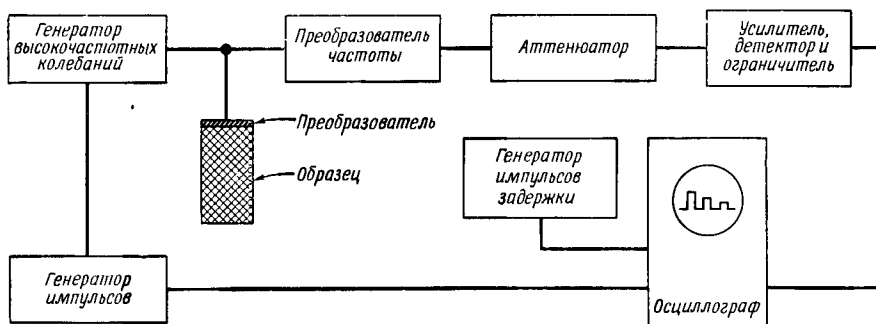 Генератор
высокочастотных
колебаний
Преобразователь
частоты
Аттенюатор
Усилитель,
детектор и
ограничитель
Преобразователь
Образец
Генератор
импульсов
задержки
Генератор
импульсов
Осциллограф